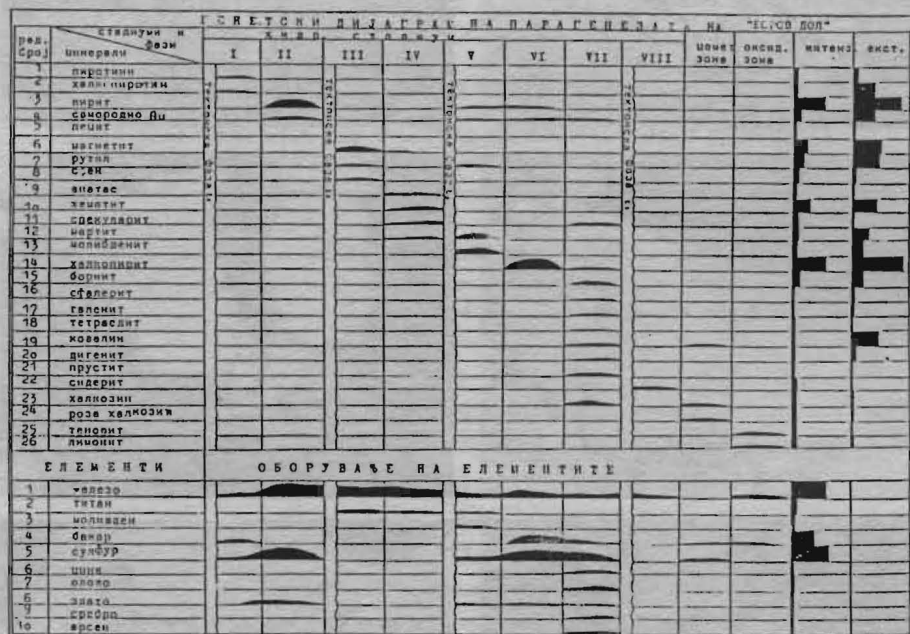 ГЕНЕТСКИ ДИЈАГРАМ НА ПАРАГЕНЕЗАТА НА
ред. број
стадиуми и фази
минерали
I II III IV V VI VII VIII
цемент. зона
оксид. зона
интенз.
екст.
1 пиротин
2 халкопиротин
3 пирит
4 самородно Au
5
6 магнетит
7 рутил
8 сфен
9 анатас
10 хематит
11 спекуларит
12 мартит
13 молибденит
14 халкопирит
15 борнит
16 сфалерит
17 галенит
18 тетраедит
19 ковелин
20 дигенит
21 прустит
22 сидерит
23 халкозин
24 роза халкозин
25 тенорит
26 лимонит
ЕЛЕМЕНТИ ОБОРУВАЊЕ НА ЕЛЕМЕНТИТЕ
1 железо
2 титан
3 молибден
4 бакар
5 сулфур
6 цинк
7 олово
8 злато
9 сребро
10 арсен